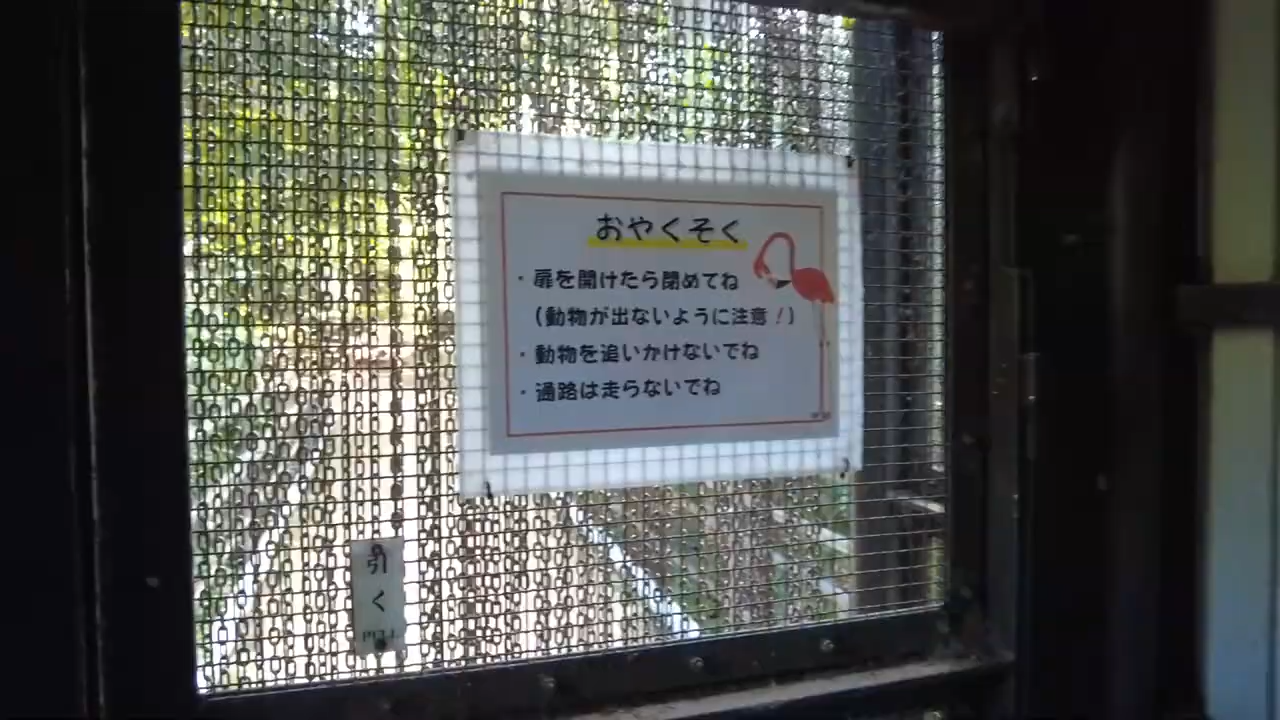 おやくそく
・扉を開けたら閉めてね
（動物が出ないように注意！）
・動物を追いかけないでね
・通路は走らないでね
引く
PULL